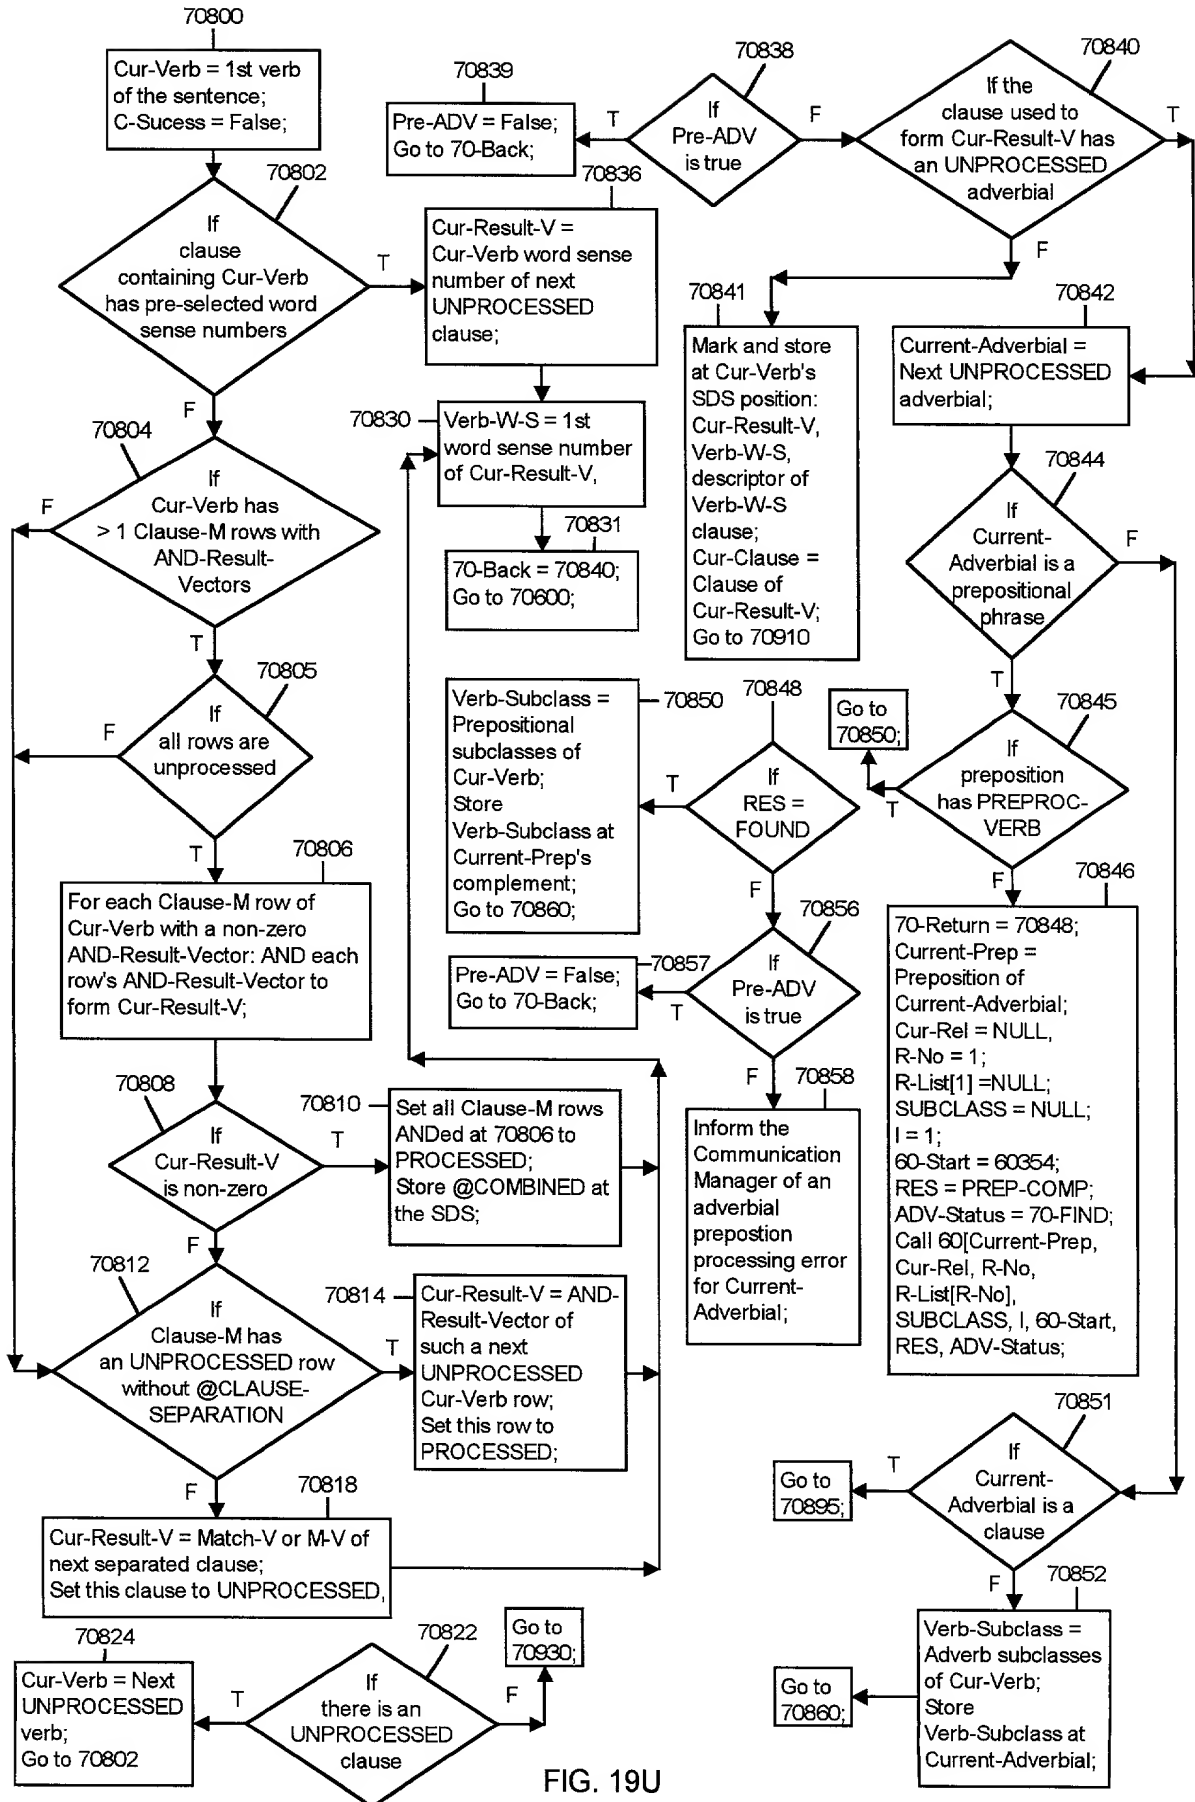 70800
Cur-Verb = 1st verb
of the sentence;
C-Sucess = False;
70802
If
clause
containing Cur-Verb
has pre-selected word
sense numbers
T
F
70804
If
Cur-Verb has
> 1 Clause-M rows with
AND-Result-
Vectors
F
T
70805
If
all rows are
unprocessed
F
T
70806
For each Clause-M row of
Cur-Verb with a non-zero
AND-Result-Vector: AND each
row's AND-Result-Vector to
form Cur-Result-V;
70808
If
Cur-Result-V
is non-zero
T
F
70810
Set all Clause-M rows
ANDed at 70806 to
PROCESSED;
Store @COMBINED at
the SDS;
70812
If
Clause-M has
an UNPROCESSED row
without @CLAUSE-
SEPARATION
T
F
70814
Cur-Result-V = AND-
Result-Vector of
such a next
UNPROCESSED
Cur-Verb row;
Set this row to
PROCESSED;
70818
Cur-Result-V = Match-V or M-V of
next separated clause;
Set this clause to UNPROCESSED,
70824
Cur-Verb = Next
UNPROCESSED
verb;
Go to 70802
70822
If
there is an
UNPROCESSED
clause
T
F
Go to
70930;
70839
Pre-ADV = False;
Go to 70-Back;
70838
If
Pre-ADV
is true
T
F
70836
Cur-Result-V =
Cur-Verb word sense
number of next
UNPROCESSED
clause;
70830
Verb-W-S = 1st
word sense number
of Cur-Result-V,
70831
70-Back = 70840;
Go to 70600;
70840
If the
clause used to
form Cur-Result-V has
an UNPROCESSED
adverbial
T
F
70841
Mark and store
at Cur-Verb's
SDS position:
Cur-Result-V,
Verb-W-S,
descriptor of
Verb-W-S
clause;
Cur-Clause =
Clause of
Cur-Result-V;
Go to 70910
70842
Current-Adverbial =
Next UNPROCESSED
adverbial;
70844
If
Current-
Adverbial is a
prepositional
phrase
F
T
70845
If
preposition
has PREPROC-
VERB
T
F
Go to
70850;
70850
Verb-Subclass =
Prepositional
subclasses of
Cur-Verb;
Store
Verb-Subclass at
Current-Prep's
complement;
Go to 70860;
70848
If
RES =
FOUND
T
F
70857
Pre-ADV = False;
Go to 70-Back;
70856
If
Pre-ADV
is true
T
F
70858
Inform the
Communication
Manager of an
adverbial
prepostion
processing error
for Current-
Adverbial;
70846
70-Return = 70848;
Current-Prep =
Preposition of
Current-Adverbial;
Cur-Rel = NULL,
R-No = 1;
R-List[1] =NULL;
SUBCLASS = NULL;
I = 1;
60-Start = 60354;
RES = PREP-COMP;
ADV-Status = 70-FIND;
Call 60[Current-Prep,
Cur-Rel, R-No,
R-List[R-No],
SUBCLASS, I, 60-Start,
RES, ADV-Status;
70851
If
Current-
Adverbial is a
clause
T
F
Go to
70895;
70852
Verb-Subclass =
Adverb subclasses
of Cur-Verb;
Store
Verb-Subclass at
Current-Adverbial;
Go to
70860;
FIG. 19U